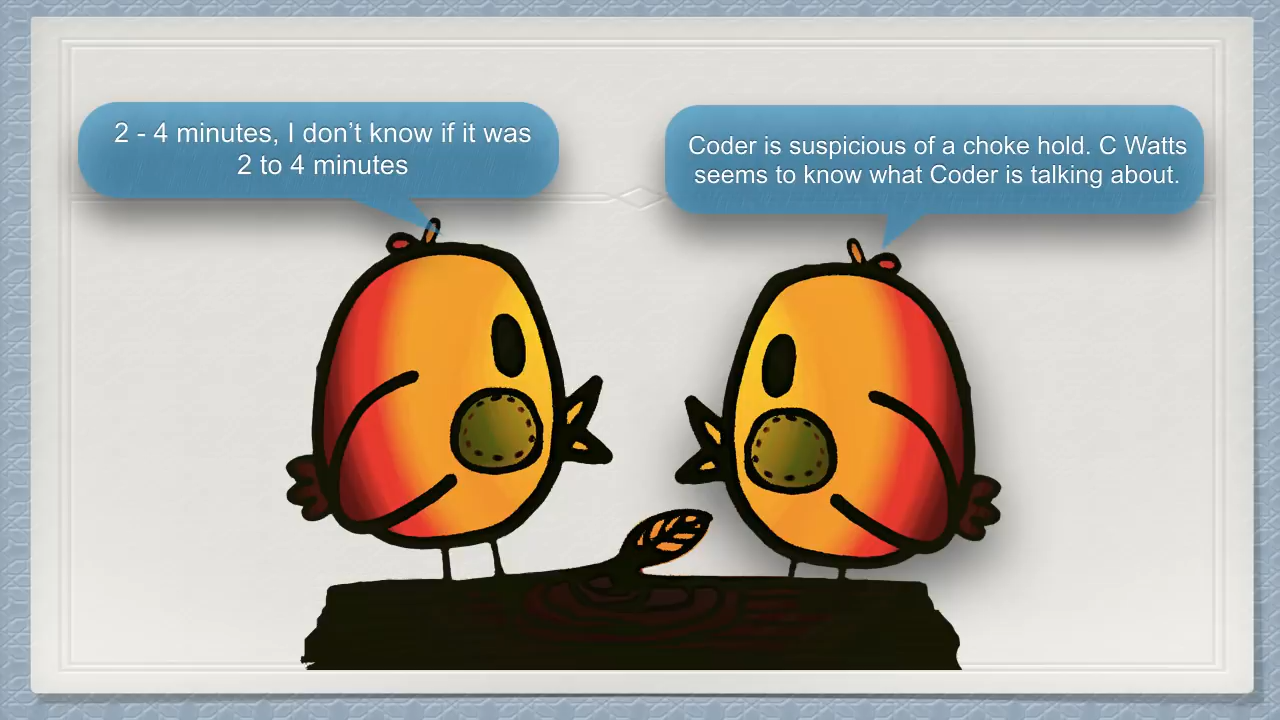 2 - 4 minutes, I don’t know if it was
2 to 4 minutes
Coder is suspicious of a choke hold. C Watts
seems to know what Coder is talking about.